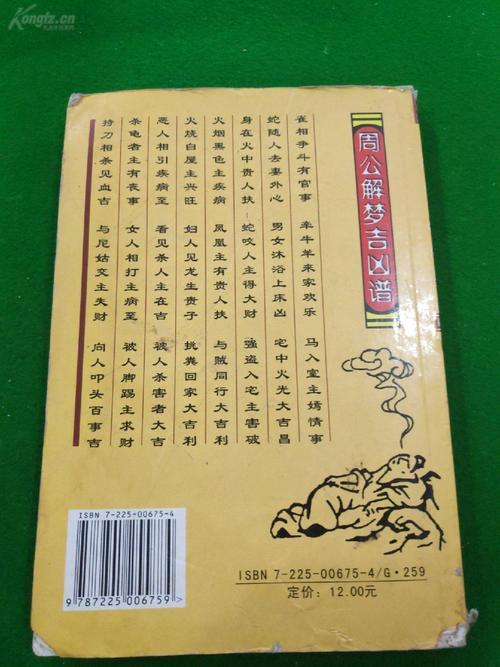 Kongfz.cn
周公解梦吉凶谱
雀相争斗有官事 牵牛羊来家欢乐 马入室主嫣情事
蛇随人去妻外心 男女沐浴上床凶 宅中火光大吉昌
身在火中贵人扶 蛇咬人主得大财 强盗入宅主害破
火烟黑色主疾病 凤凰主有贵人扶 与贼同行大吉利
火烧自屋主兴旺 妇人见龙生贵子 挑粪回家大吉利
恶人相引疾病至 看见杀人主在吉 被人杀害者大吉
杀龟者主有丧事 女人相打主病至 被人脚踢主求财
持刀相杀见血吉 与尼姑交主失财 向人叩头百事吉
ISBN 7-225-00675-4
9 787225 006759 >
ISBN 7-225-00675-4/G·259
定价：12.00元